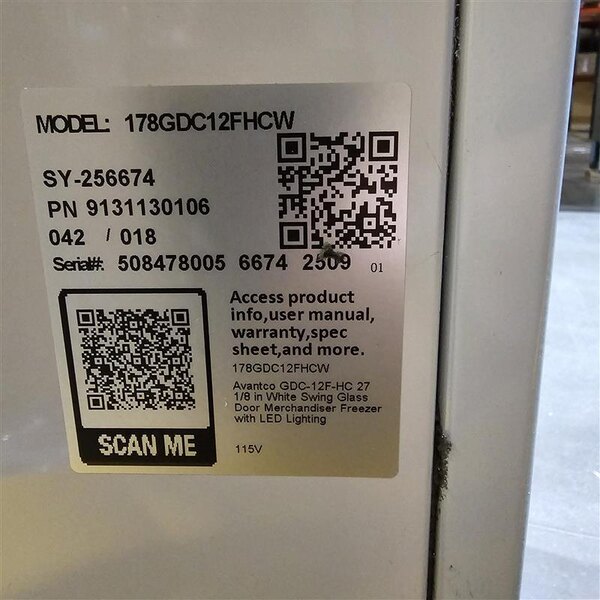 MODEL: 178GDC12FHCW
SY-256674
PN 9131130106
042 / 018
Serial#: 508478005 6674 2509 01
Access product
info,user manual,
warranty,spec
sheet,and more.
178GDC12FHCW
Avantco GDC-12F-HC 27
1/8 in White Swing Glass
Door Merchandiser Freezer
with LED Lighting
115V
SCAN ME